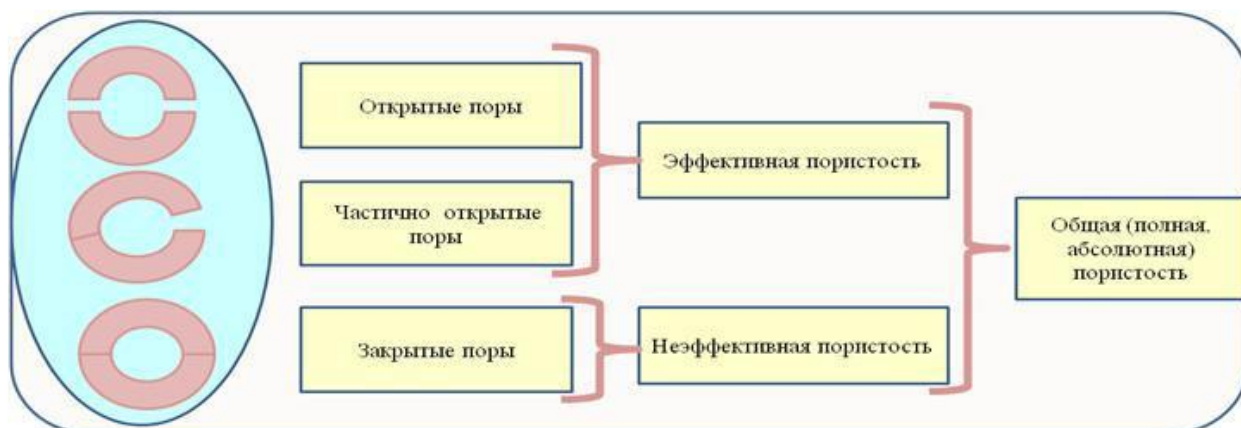 Открытые поры
Частично открытые
поры
Закрытые поры
Эффективная пористость
Неэффективная пористость
Общая (полная,
абсолютная)
пористость